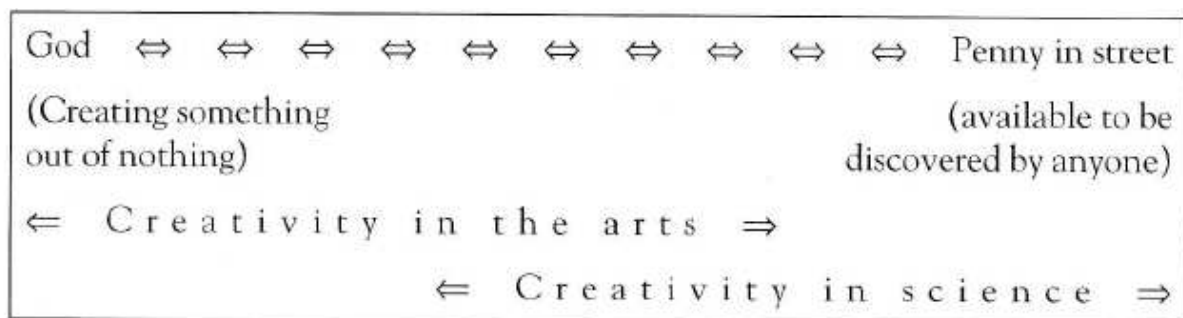 God ⇔ ⇔ ⇔ ⇔ ⇔ ⇔ ⇔ ⇔ ⇔ ⇔ Penny in street
(Creating something (available to be
out of nothing) discovered by anyone)
⇐ Creativity in the arts ⇒
⇐ Creativity in science ⇒